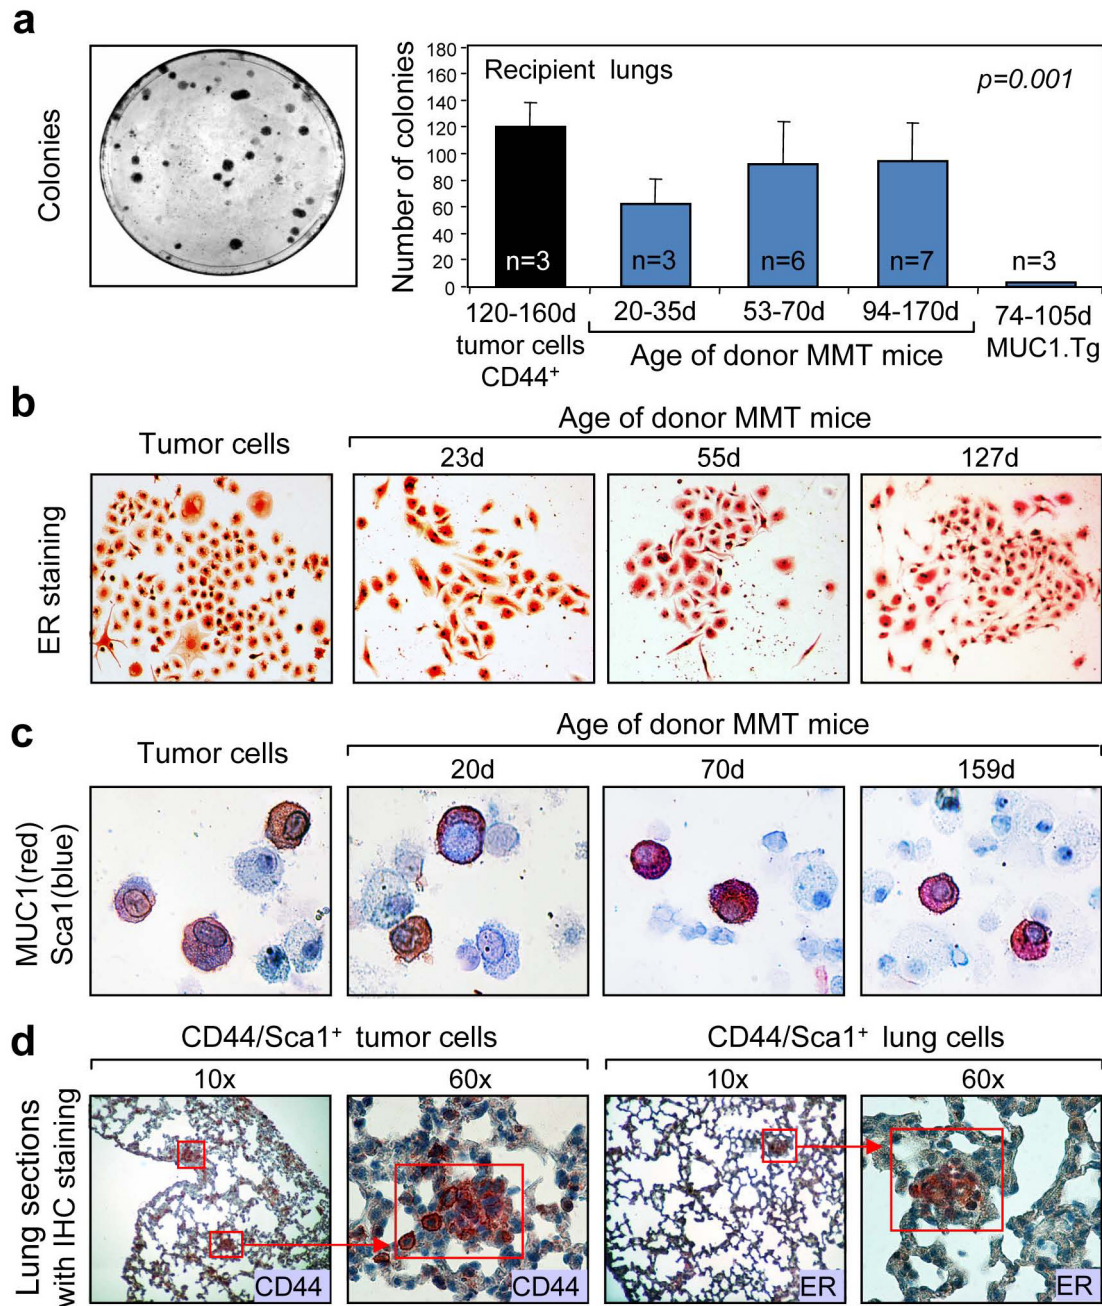 a
Colonies
Number of colonies
180
160
140
120
100
80
60
40
20
0
Recipient lungs
p=0.001
n=3
n=3
n=6
n=7
n=3
120-160d
tumor cells
CD44⁺
20-35d
53-70d
94-170d
Age of donor MMT mice
74-105d
MUC1.Tg
b
Age of donor MMT mice
Tumor cells
23d
55d
127d
ER staining
c
Age of donor MMT mice
Tumor cells
20d
70d
159d
MUC1(red)
Sca1(blue)
d
CD44/Sca1⁺ tumor cells
CD44/Sca1⁺ lung cells
10x
60x
10x
60x
Lung sections
with IHC staining
CD44
CD44
ER
ER